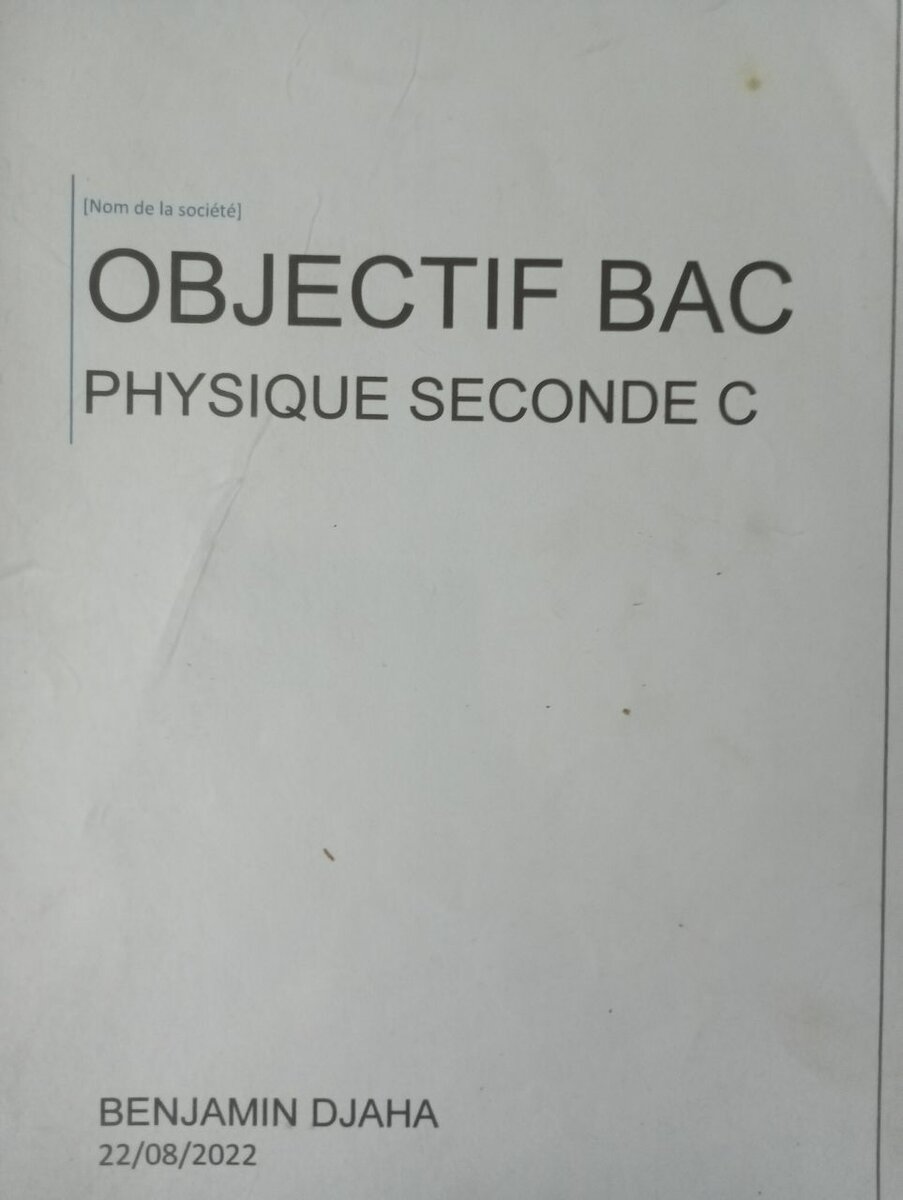 [Nom de la société]
OBJECTIF BAC
PHYSIQUE SECONDE C
BENJAMIN DJAHA
22/08/2022